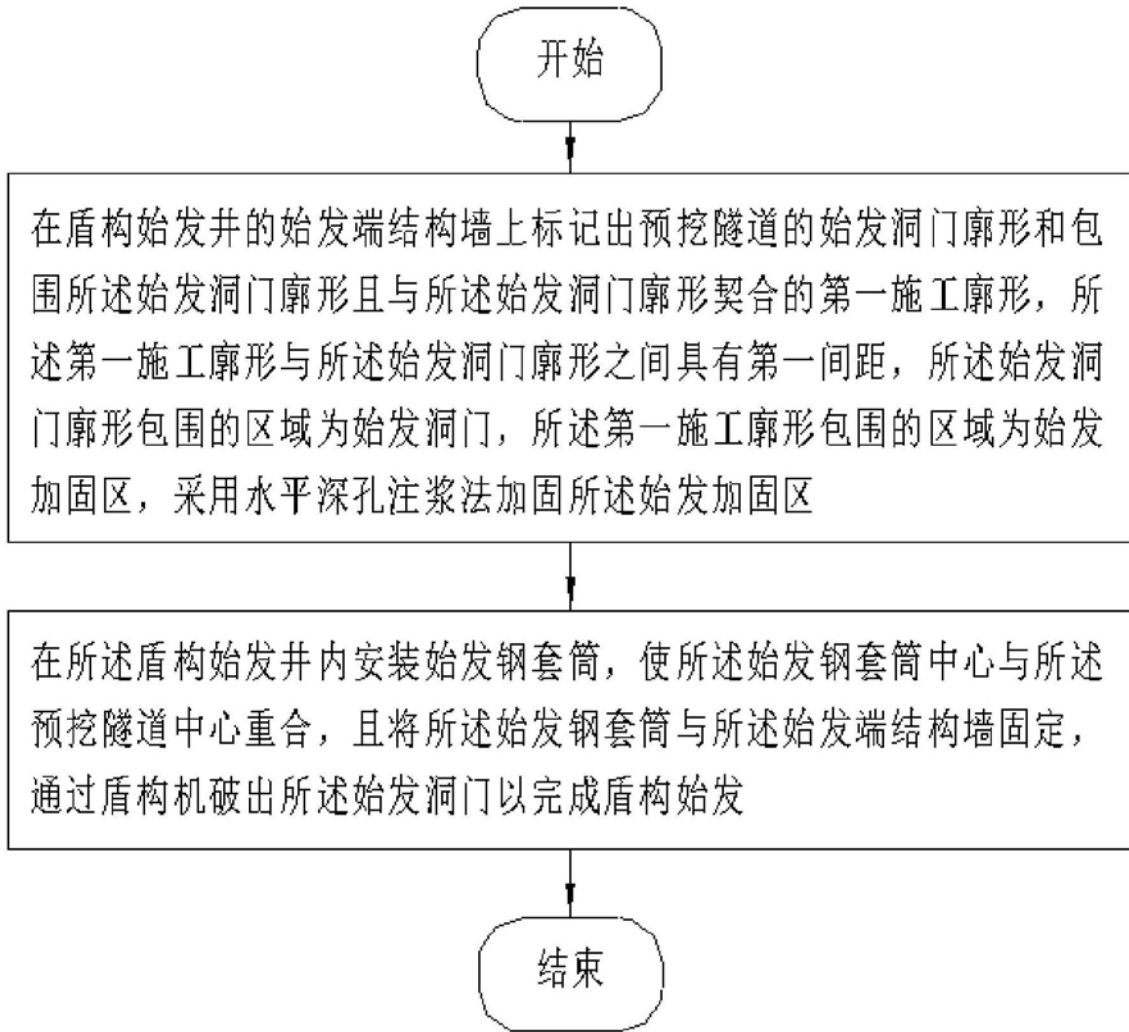 开始
在盾构始发井的始发端结构墙上标记出预挖隧道的始发洞门廓形和包
围所述始发洞门廓形且与所述始发洞门廓形契合的第一施工廓形，所
述第一施工廓形与所述始发洞门廓形之间具有第一间距，所述始发洞
门廓形包围的区域为始发洞门，所述第一施工廓形包围的区域为始发
加固区，采用水平深孔注浆法加固所述始发加固区
在所述盾构始发井内安装始发钢套筒，使所述始发钢套筒中心与所述
预挖隧道中心重合，且将所述始发钢套筒与所述始发端结构墙固定，
通过盾构机破出所述始发洞门以完成盾构始发
结束